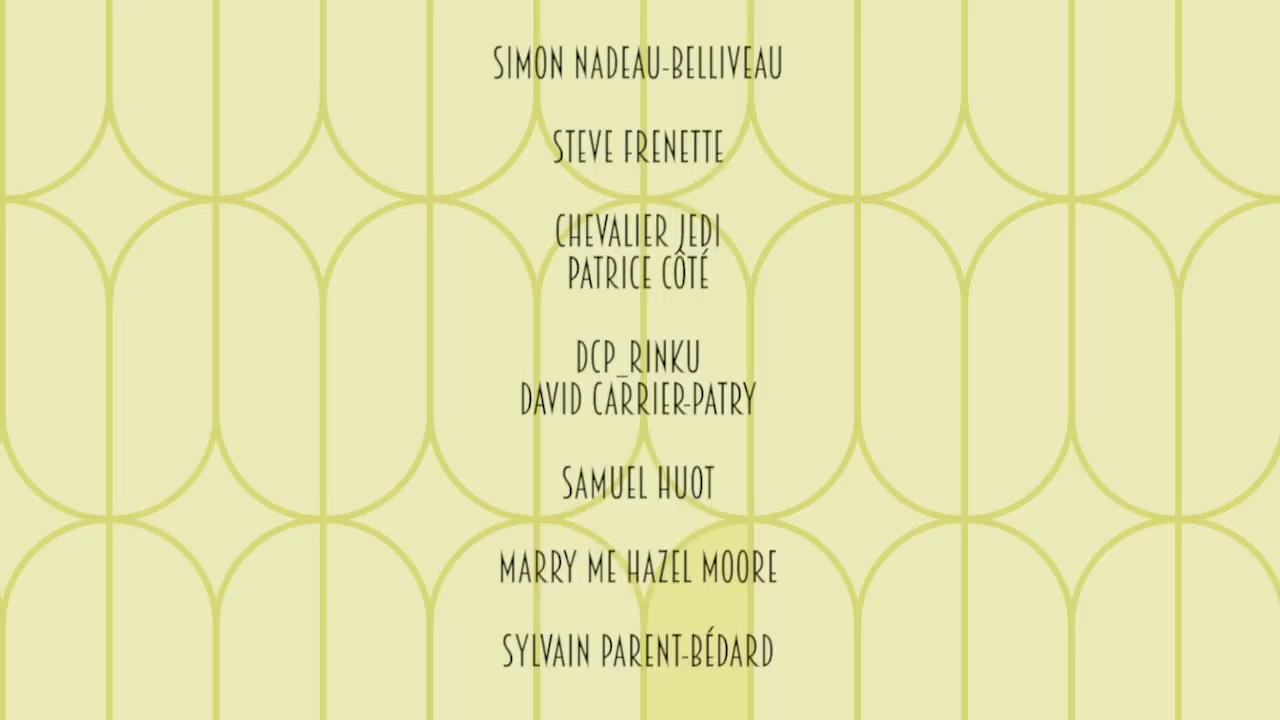 SIMON NADEAU-BELLIVEAU
STEVE FRENETTE
CHEVALIER JEDI
PATRICE CÔTÉ
DCP_RINKU
DAVID CARRIER-PATRY
SAMUEL HUOT
MARRY ME HAZEL MOORE
SYLVAIN PARENT-BÉDARD